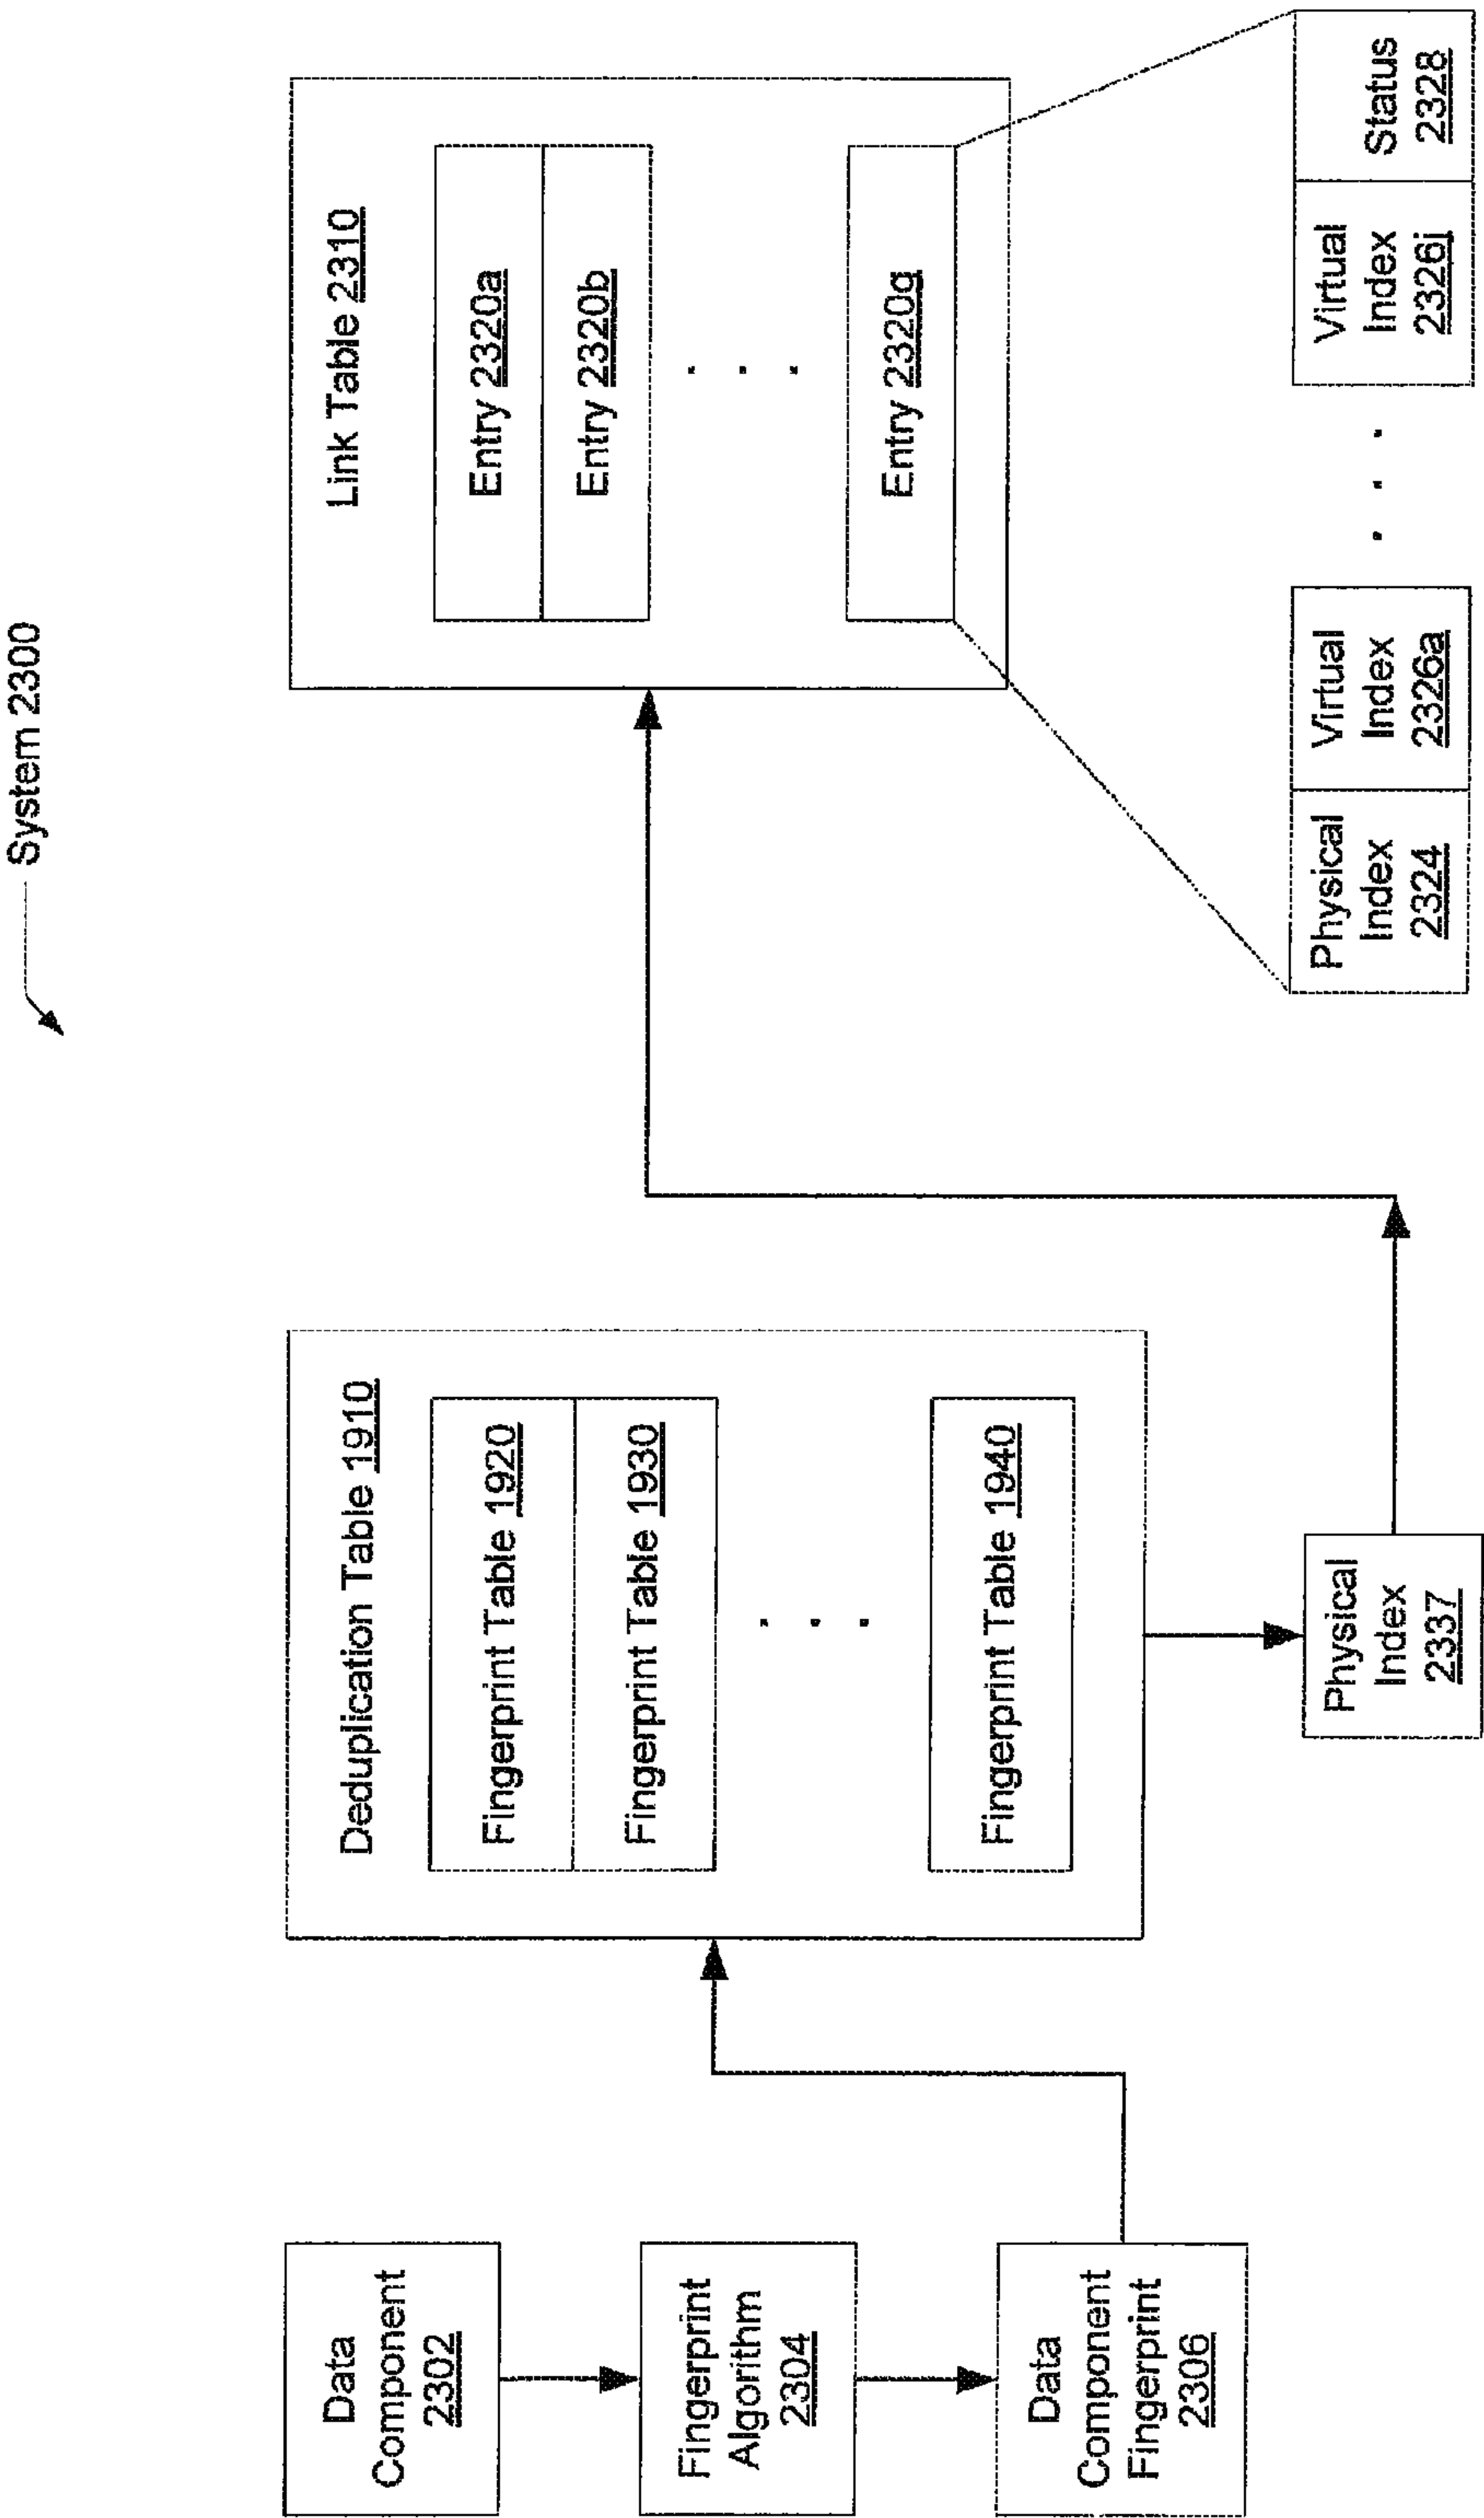 System 2300
Data
Component
2302
Fingerprint
Algorithm
2304
Data
Component
Fingerprint
2306
Deduplication Table 1910
Fingerprint Table 1920
Fingerprint Table 1930
. . .
Fingerprint Table 1940
Physical
Index
2337
Link Table 2310
Entry 2320a
Entry 2320b
. . .
Entry 2320g
Physical
Index
2324
Virtual
Index
2326a
. . .
Virtual
Index
2326j
Status
2328